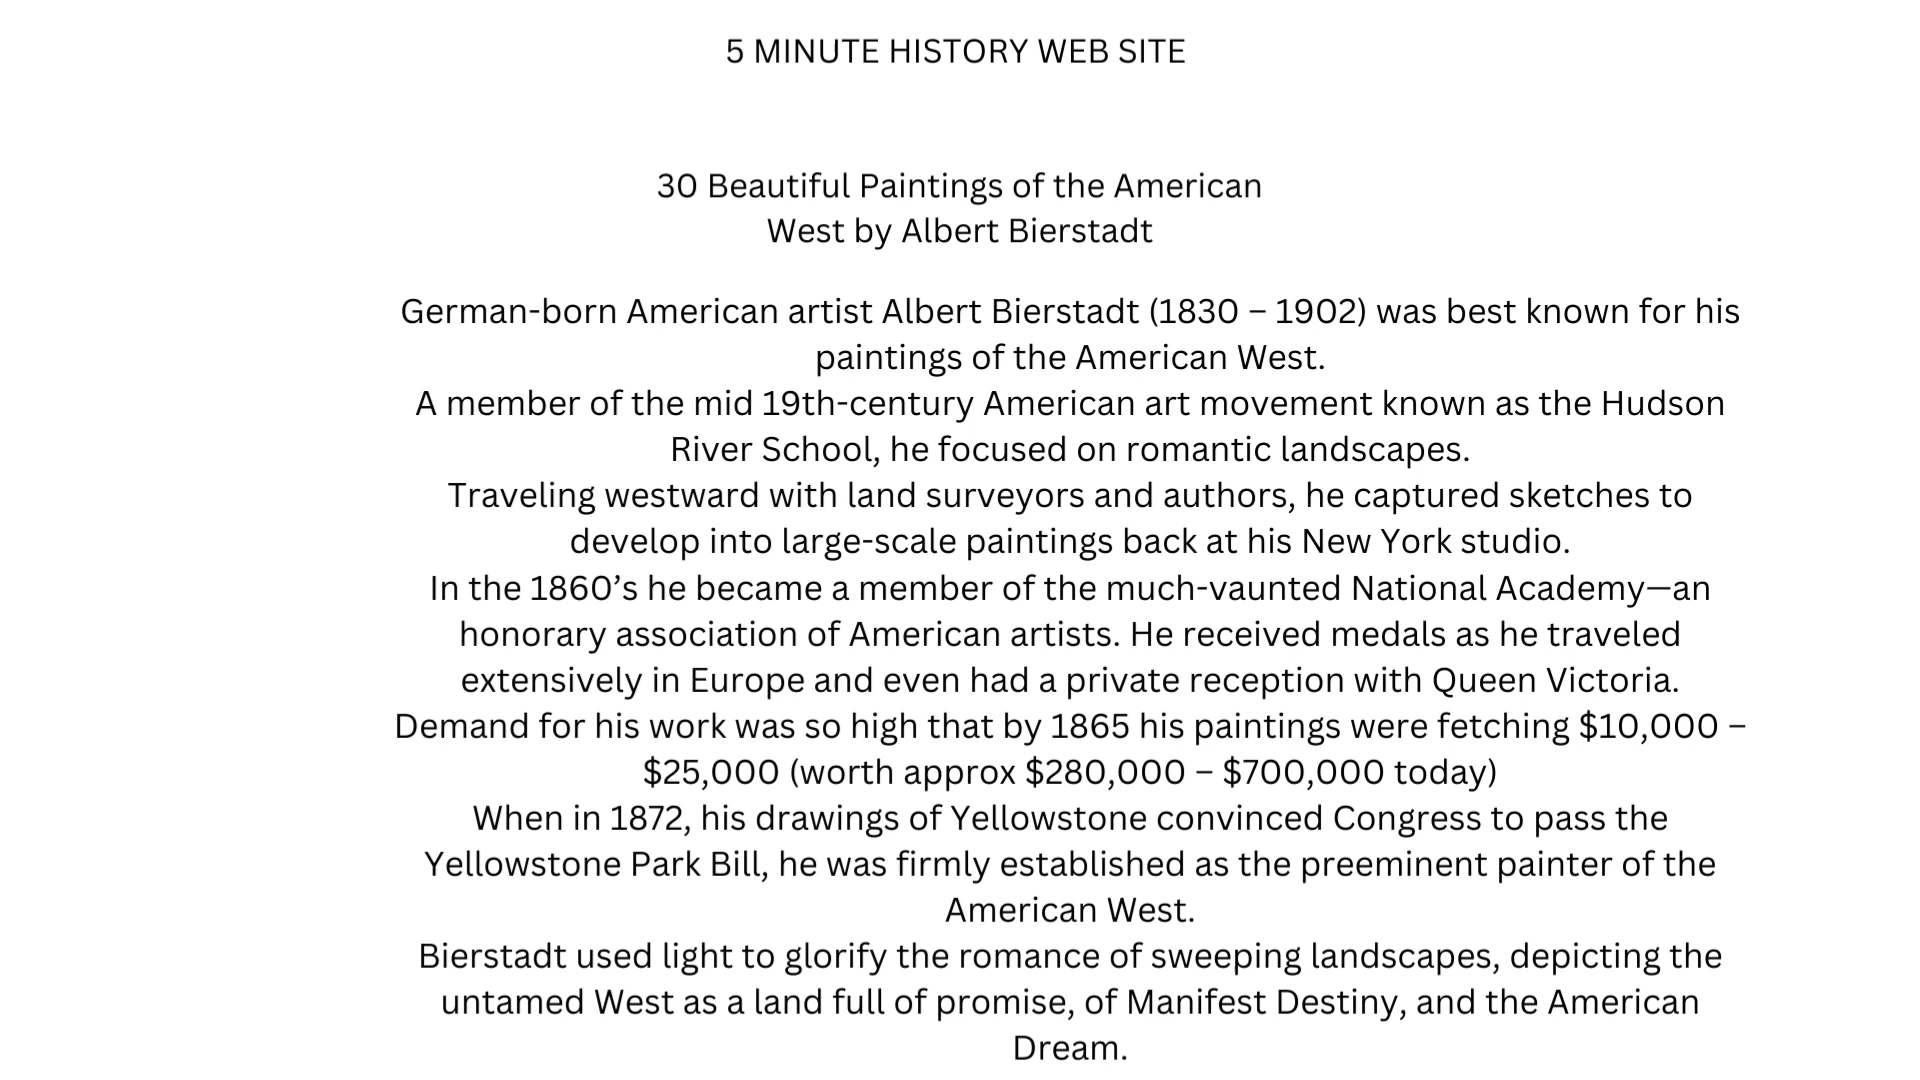 5 MINUTE HISTORY WEB SITE
30 Beautiful Paintings of the American
West by Albert Bierstadt
German-born American artist Albert Bierstadt (1830 – 1902) was best known for his
paintings of the American West.
A member of the mid 19th-century American art movement known as the Hudson
River School, he focused on romantic landscapes.
Traveling westward with land surveyors and authors, he captured sketches to
develop into large-scale paintings back at his New York studio.
In the 1860’s he became a member of the much-vaunted National Academy—an
honorary association of American artists. He received medals as he traveled
extensively in Europe and even had a private reception with Queen Victoria.
Demand for his work was so high that by 1865 his paintings were fetching $10,000 –
$25,000 (worth approx $280,000 – $700,000 today)
When in 1872, his drawings of Yellowstone convinced Congress to pass the
Yellowstone Park Bill, he was firmly established as the preeminent painter of the
American West.
Bierstadt used light to glorify the romance of sweeping landscapes, depicting the
untamed West as a land full of promise, of Manifest Destiny, and the American
Dream.